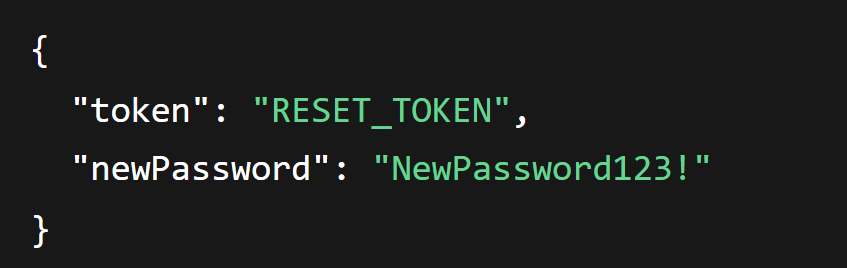 {
"token": "RESET_TOKEN",
"newPassword": "NewPassword123!"
}